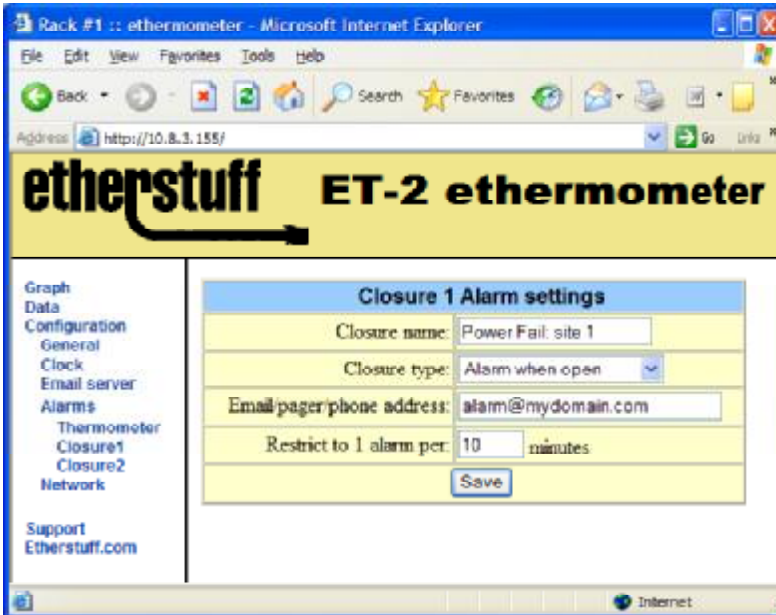 Rack #1 :: ethermometer - Microsoft Internet Explorer
File Edit View Favorites Tools Help
Back Search Favorites
Address http://10.8.3.155/ Go Links
etherstuff ET-2 ethermometer
Graph
Data
Configuration
General
Clock
Email server
Alarms
Thermometer
Closure1
Closure2
Network
Support
Etherstuff.com
Closure 1 Alarm settings
Closure name: Power Fail: site 1
Closure type: Alarm when open
Email/pager/phone address: alarm@mydomain.com
Restrict to 1 alarm per: 10 minutes
Save
Internet